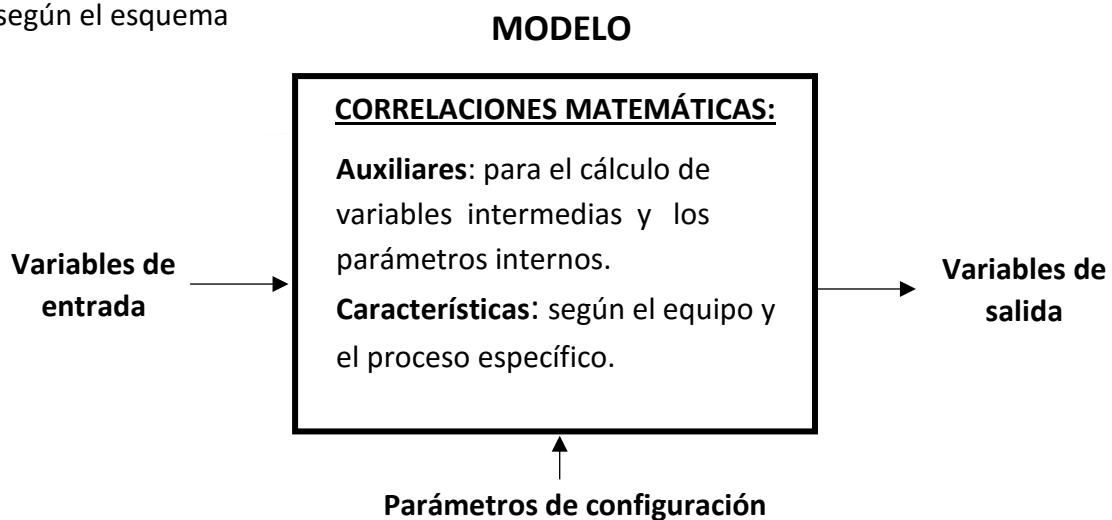 según el esquema
MODELO
CORRELACIONES MATEMÁTICAS:
Auxiliares: para el cálculo de
variables intermedias y los
parámetros internos.
Características: según el equipo y
el proceso específico.
Variables de
entrada
Variables de
salida
Parámetros de configuración